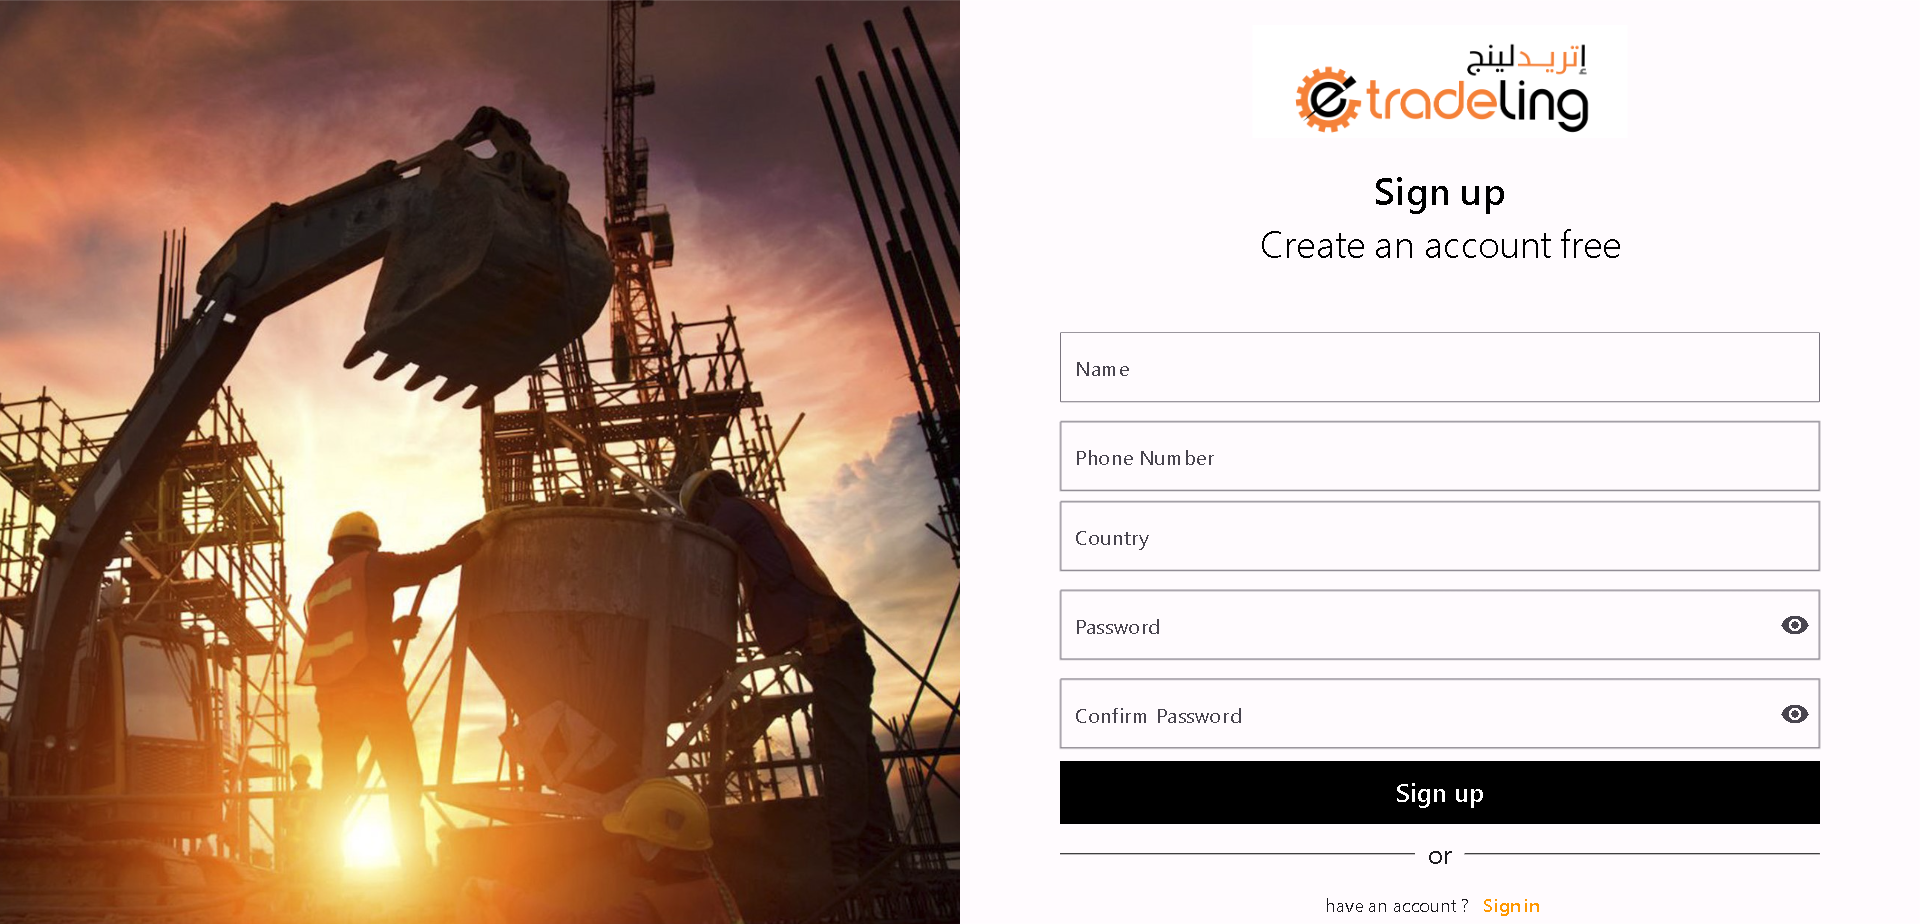 إتريدلينج
etradeling
Sign up
Create an account free
Name
Phone Number
Country
Password
Confirm Password
Sign up
or
have an account ? Sign in